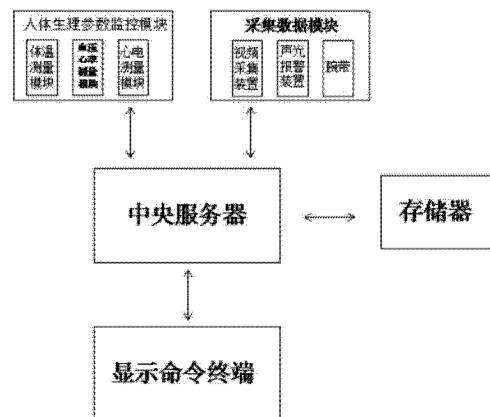 人体生理参数监控模块
体温
测量
模块
血压
心率
测量
模块
心电
测量
模块
采集数据模块
视频
采集
装置
声光
报警
装置
腕带
中央服务器
存储器
显示命令终端